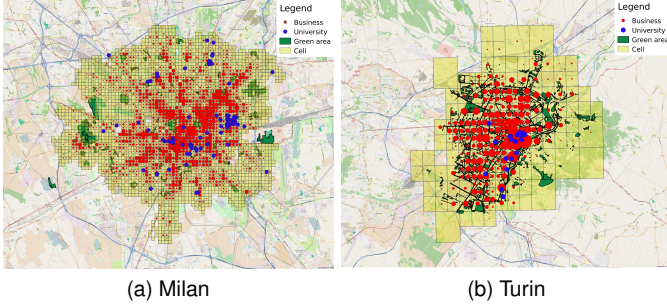 Legend
Business
University
Green area
Cell
Legend
Business
University
Green area
Cell
(a) Milan
(b) Turin